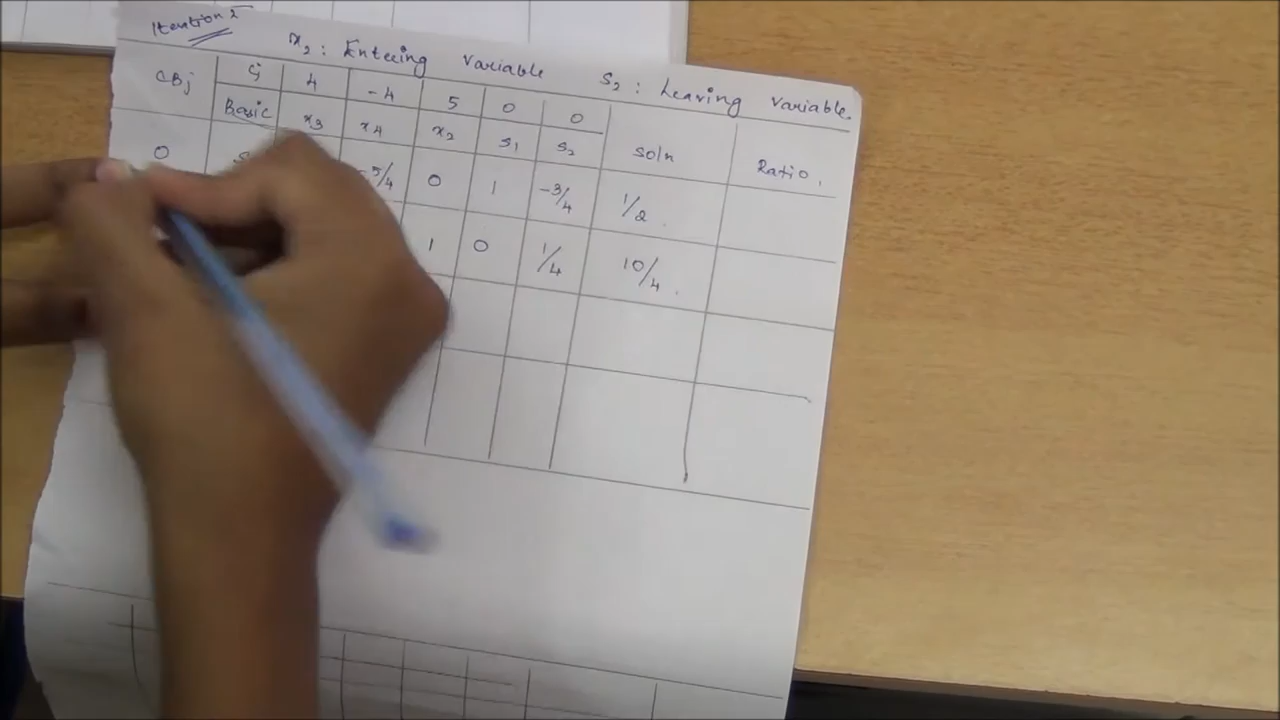 Iteration 2
x2 : Entering variable S2 : Leaving variable.
CBj Cj 4 -4 5 0 0
Basic x3 x4 x2 S1 S2 Soln Ratio.
0 -5/4 0 1 -3/4 1/2.
1 0 1/4 10/4.